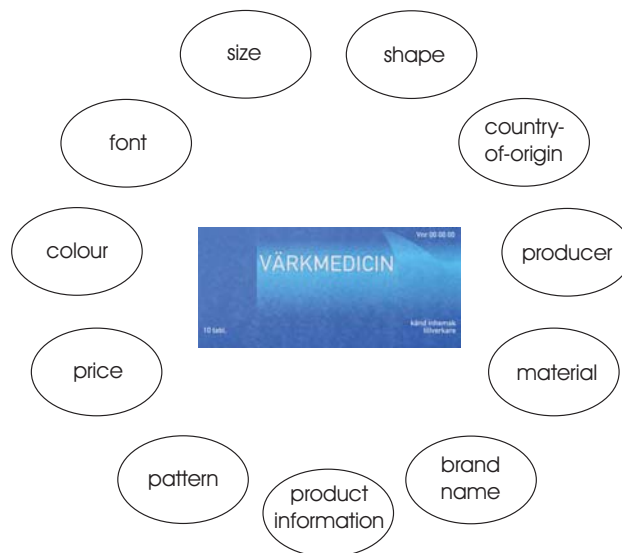 size
shape
font
country-
of-origin
colour
producer
Vnr 00 00 00
VÄRKMEDICIN
10 tabl.
känd inhemsk
tillverkare
price
material
pattern
brand
name
product
information